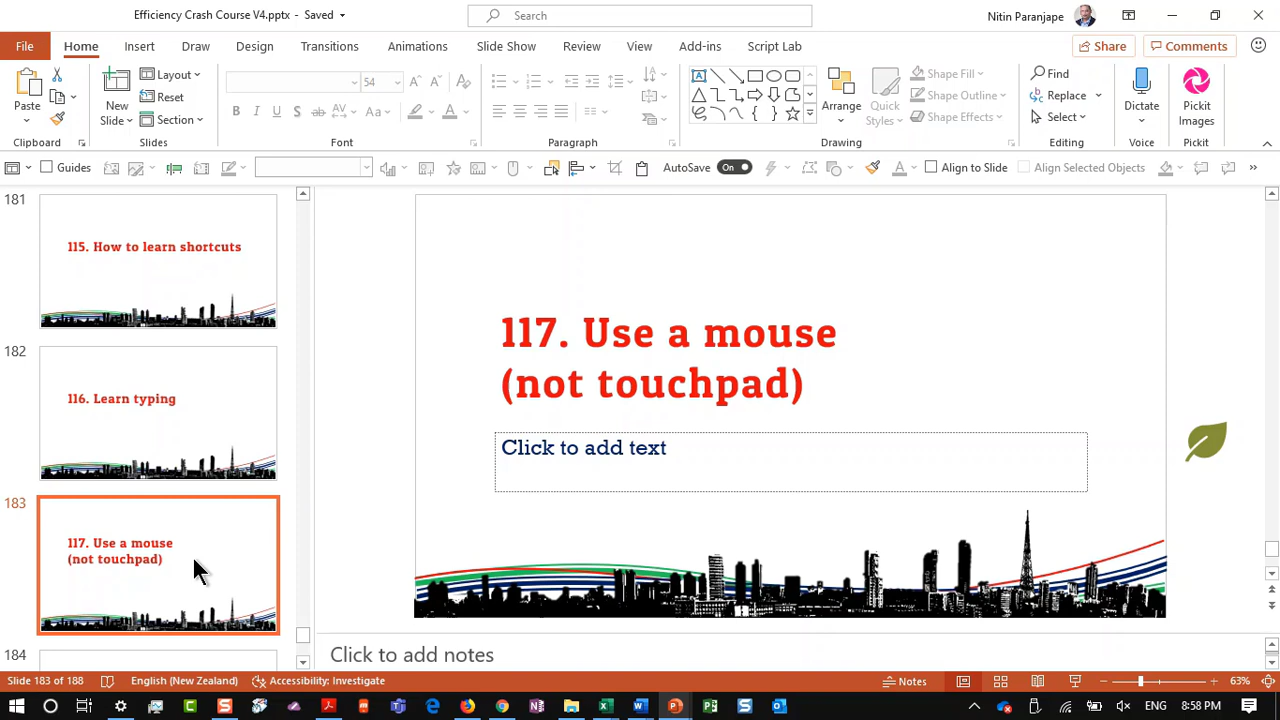 Efficiency Crash Course V4.pptx - Saved
Search
Nitin Paranjape
File
Home
Insert
Draw
Design
Transitions
Animations
Slide Show
Review
View
Add-ins
Script Lab
Share
Comments
Paste
Clipboard
New
Slide
Layout
Reset
Section
Slides
54
B
I
U
S
ab
AV
Aa
A
Font
Paragraph
Arrange
Quick
Styles
Shape Fill
Shape Outline
Shape Effects
Drawing
Find
Replace
Select
Editing
Dictate
Voice
Pickit
Images
Pickit
Guides
AutoSave
On
Align to Slide
Align Selected Objects
181
115. How to learn shortcuts
182
116. Learn typing
183
117. Use a mouse
(not touchpad)
184
117. Use a mouse
(not touchpad)
Click to add text
Click to add notes
Slide 183 of 188
English (New Zealand)
Accessibility: Investigate
Notes
63%
ENG
8:58 PM